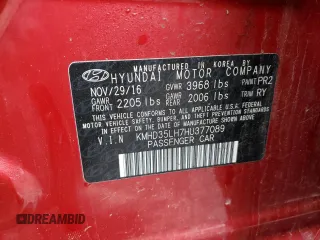 MANUFACTURED IN KOREA BY
HYUNDAI MOTOR COMPANY
PAINT PR2
NOV/29/16 GVWR 3968 lbs
GAWR FRONT 2205 lbs GAWR REAR 2006 lbs TRIM RY
THIS VEHICLE CONFORMS TO ALL APPLICABLE
FEDERAL MOTOR VEHICLE SAFETY, BUMPER, AND
THEFT PREVENTION STANDARDS IN EFFECT ON
THE DATE OF MANUFACTURE SHOWN ABOVE.
V.I.N KMHD35LH7HU377089
PASSENGER CAR
DREAMBID